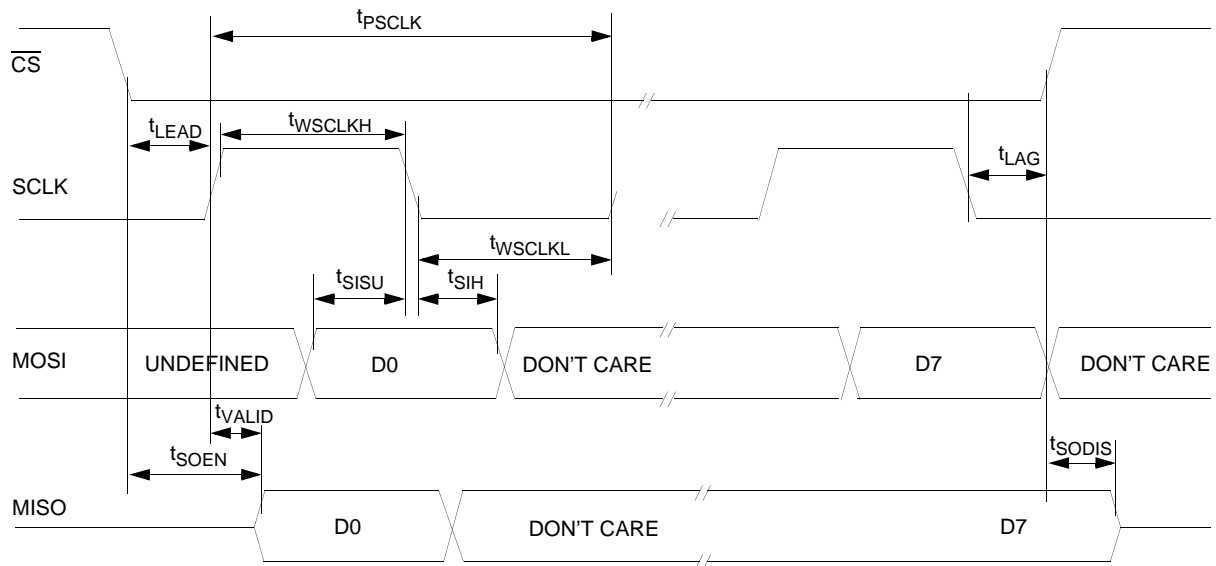 tPSCLK
CS
tLEAD
tWSCLKH
tLAG
SCLK
tWSCLKL
tSISU
tSIH
MOSI
UNDEFINED
D0
DON'T CARE
D7
DON'T CARE
tVALID
tSOEN
tSODIS
MISO
D0
DON'T CARE
D7